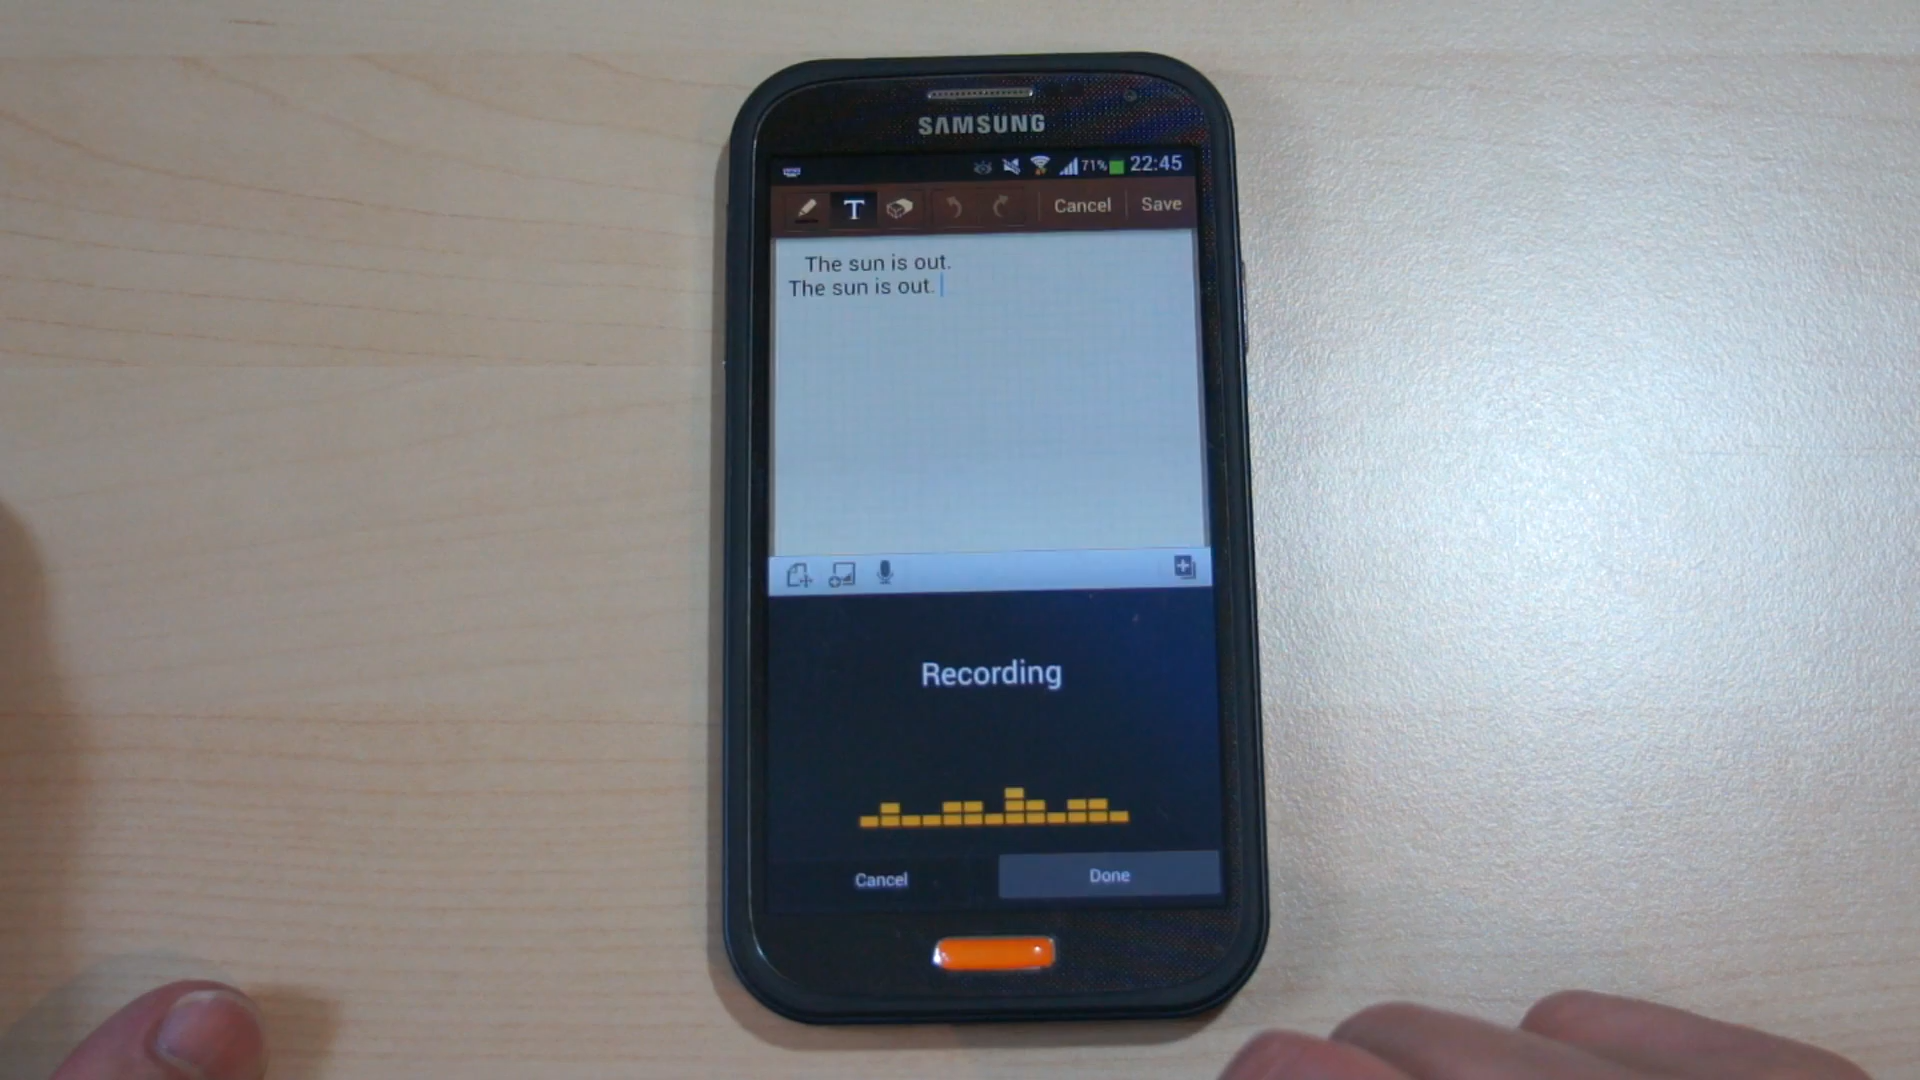 SAMSUNG
71% 22:45
T Cancel Save
The sun is out.
The sun is out.
Recording
Cancel Done